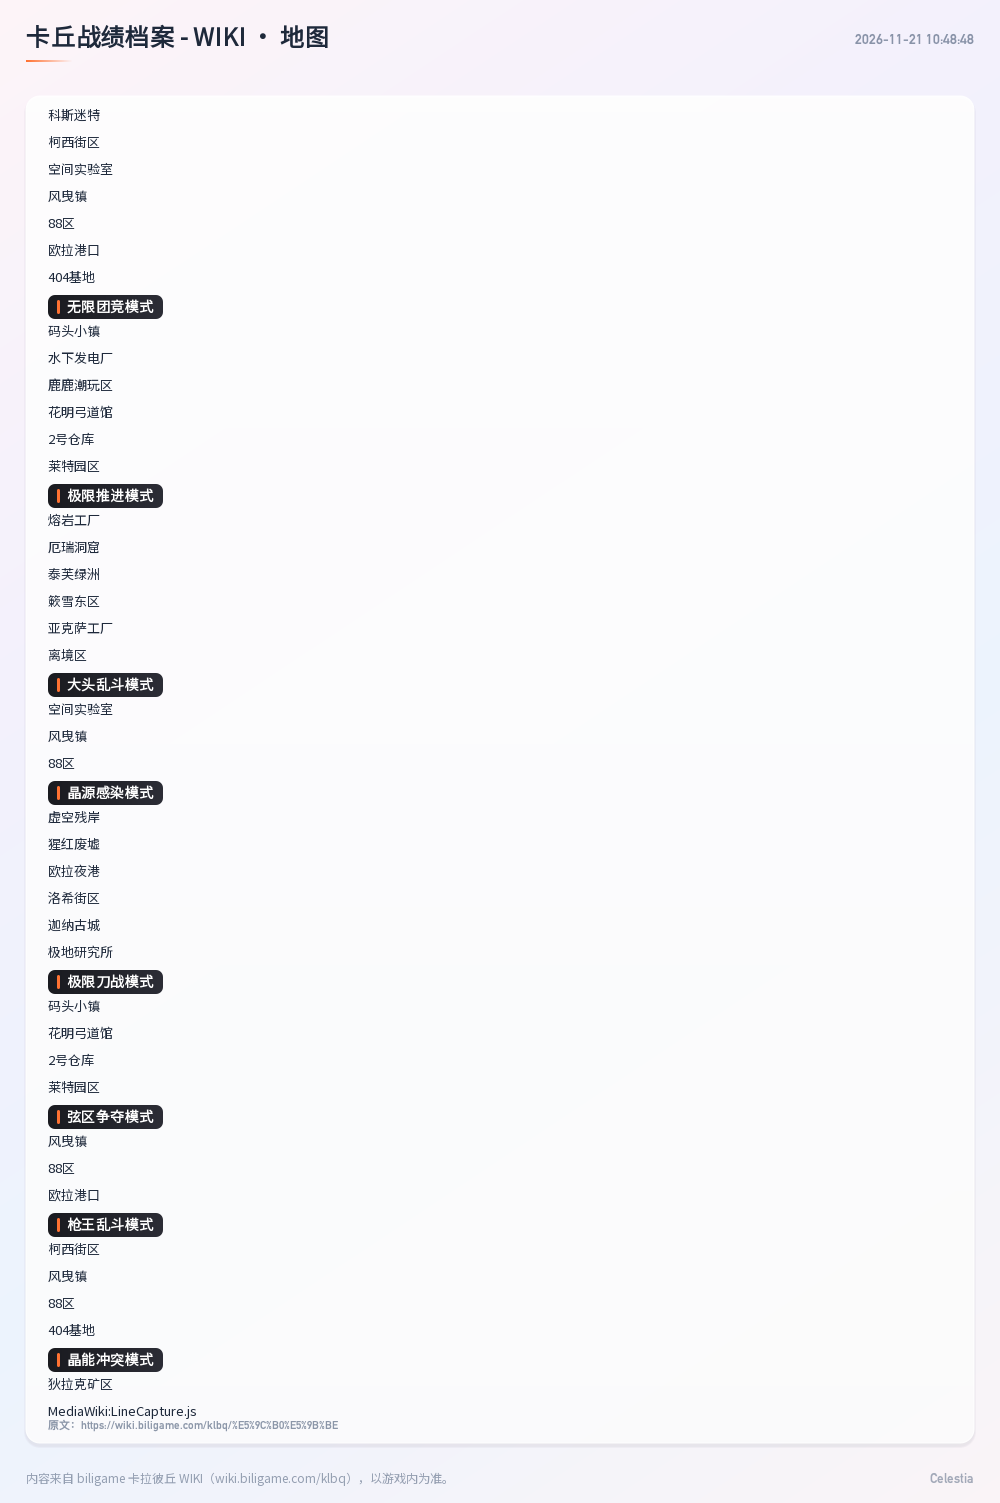 卡丘战绩档案 - WIKI · 地图
2026-11-21 10:48:48
科斯迷特
柯西街区
空间实验室
风曳镇
88区
欧拉港口
404基地
无限团竞模式
码头小镇
水下发电厂
鹿鹿潮玩区
花明弓道馆
2号仓库
莱特园区
极限推进模式
熔岩工厂
厄瑞洞窟
泰芙绿洲
簌雪东区
亚克萨工厂
离境区
大头乱斗模式
空间实验室
风曳镇
88区
晶源感染模式
虚空残岸
猩红废墟
欧拉夜港
洛希街区
迦纳古城
极地研究所
极限刀战模式
码头小镇
花明弓道馆
2号仓库
莱特园区
弦区争夺模式
风曳镇
88区
欧拉港口
枪王乱斗模式
柯西街区
风曳镇
88区
404基地
晶能冲突模式
狄拉克矿区
MediaWiki:LineCapture.js
原文：https://wiki.biligame.com/klbq/%E5%9C%B0%E5%9B%BE
内容来自 biligame 卡拉彼丘 WIKI（wiki.biligame.com/klbq），以游戏内为准。
Celestia